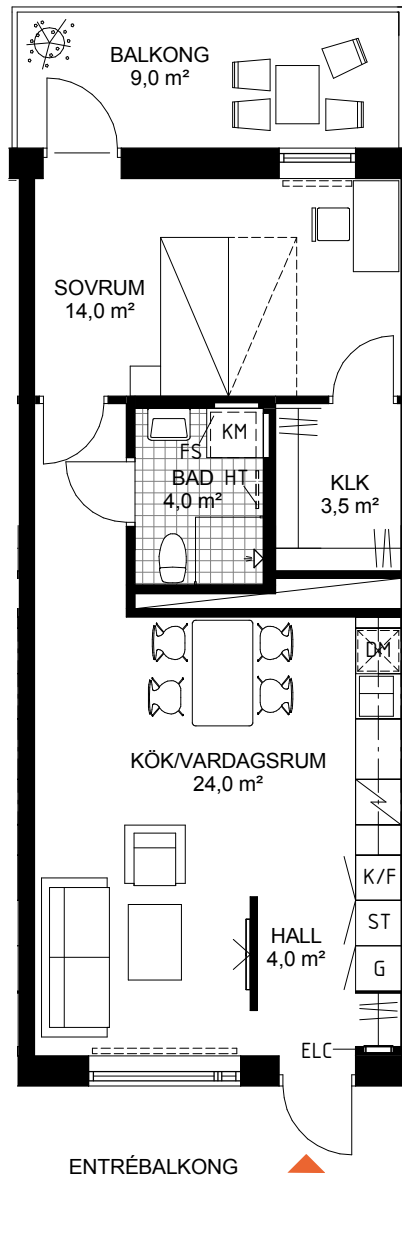 BALKONG
9,0 m²
SOVRUM
14,0 m²
KM
FS
BAD HT
4,0 m²
KLK
3,5 m²
DM
KÖK/VARDAGSRUM
24,0 m²
K/F
ST
HALL
4,0 m²
G
ELC
ENTRÉBALKONG